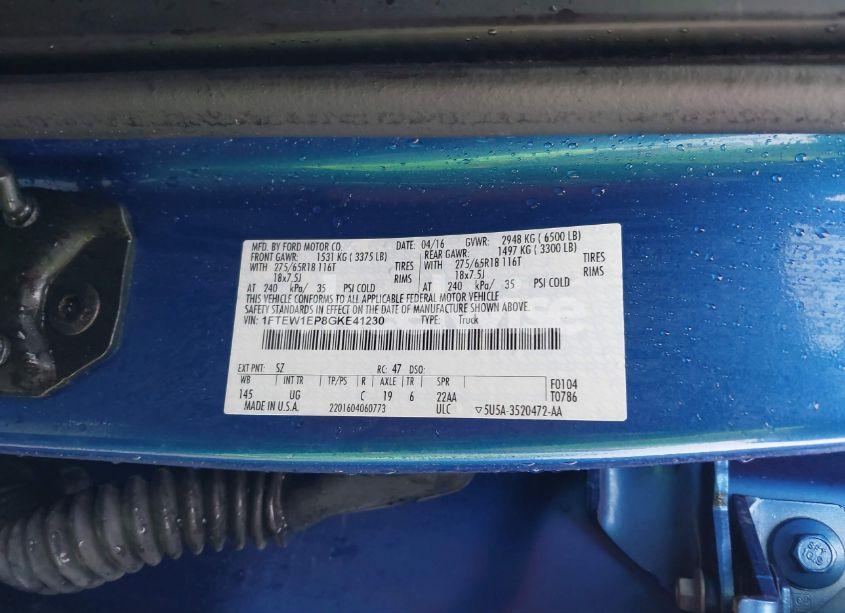 MFD. BY FORD MOTOR CO. DATE: 04/16 GVWR: 2948 KG ( 6500 LB)
FRONT GAWR: 1531 KG ( 3375 LB) REAR GAWR: 1497 KG ( 3300 LB)
WITH 275/65R18 116T TIRES WITH 275/65R18 116T TIRES
18x7.5J RIMS 18x7.5J RIMS
AT 240 kPa/ 35 PSI COLD AT 240 kPa/ 35 PSI COLD
THIS VEHICLE CONFORMS TO ALL APPLICABLE FEDERAL MOTOR VEHICLE
SAFETY STANDARDS IN EFFECT ON THE DATE OF MANUFACTURE SHOWN ABOVE.
VIN: 1FTEW1EP8GKE41230 TYPE: Truck
EXT PNT: SZ RC: 47 DSO:
WB INT TR TP/PS R AXLE TR SPR F0104
145 UG C 19 6 22AA T0786
MADE IN U.S.A. 2201604060773 ULC ▽5U5A-3520472-AA